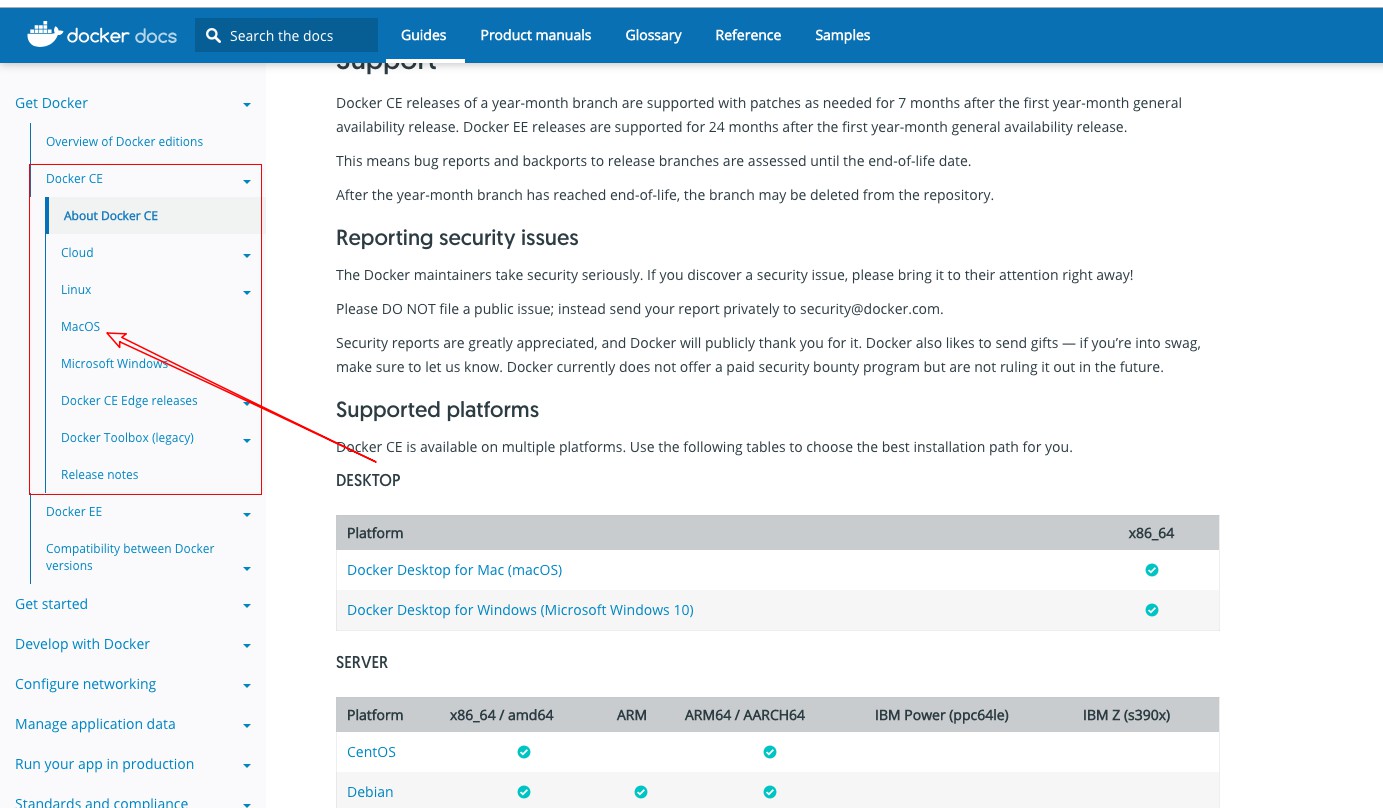 docker docs
Search the docs
Guides
Product manuals
Glossary
Reference
Samples
Get Docker
Overview of Docker editions
Docker CE
About Docker CE
Cloud
Linux
MacOS
Microsoft Windows
Docker CE Edge releases
Docker Toolbox (legacy)
Release notes
Docker EE
Compatibility between Docker
versions
Get started
Develop with Docker
Configure networking
Manage application data
Run your app in production
Standards and compliance
Support
Docker CE releases of a year-month branch are supported with patches as needed for 7 months after the first year-month general
availability release. Docker EE releases are supported for 24 months after the first year-month general availability release.
This means bug reports and backports to release branches are assessed until the end-of-life date.
After the year-month branch has reached end-of-life, the branch may be deleted from the repository.
Reporting security issues
The Docker maintainers take security seriously. If you discover a security issue, please bring it to their attention right away!
Please DO NOT file a public issue; instead send your report privately to security@docker.com.
Security reports are greatly appreciated, and Docker will publicly thank you for it. Docker also likes to send gifts — if you’re into swag,
make sure to let us know. Docker currently does not offer a paid security bounty program but are not ruling it out in the future.
Supported platforms
Docker CE is available on multiple platforms. Use the following tables to choose the best installation path for you.
DESKTOP
Platform x86_64
Docker Desktop for Mac (macOS)
Docker Desktop for Windows (Microsoft Windows 10)
SERVER
Platform x86_64 / amd64 ARM ARM64 / AARCH64 IBM Power (ppc64le) IBM Z (s390x)
CentOS
Debian